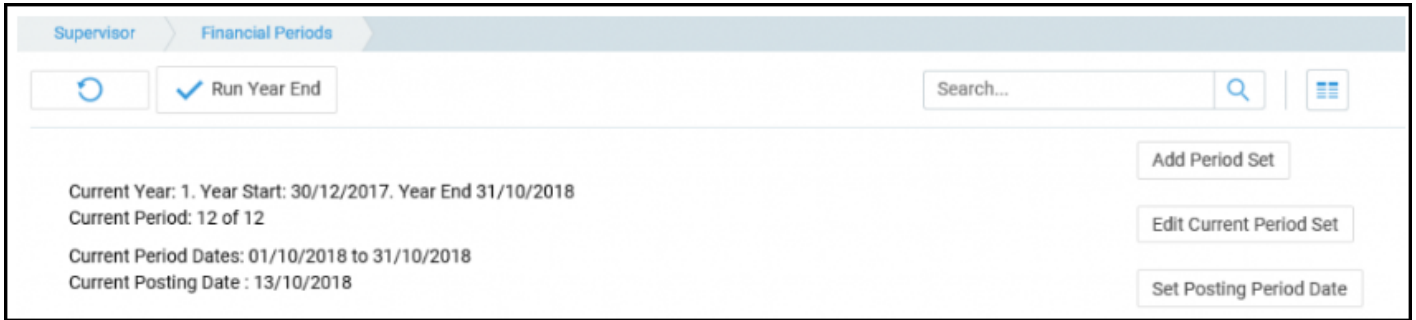 Supervisor Financial Periods
Run Year End Search...
Add Period Set
Current Year: 1. Year Start: 30/12/2017. Year End 31/10/2018
Current Period: 12 of 12
Edit Current Period Set
Current Period Dates: 01/10/2018 to 31/10/2018
Current Posting Date : 13/10/2018
Set Posting Period Date